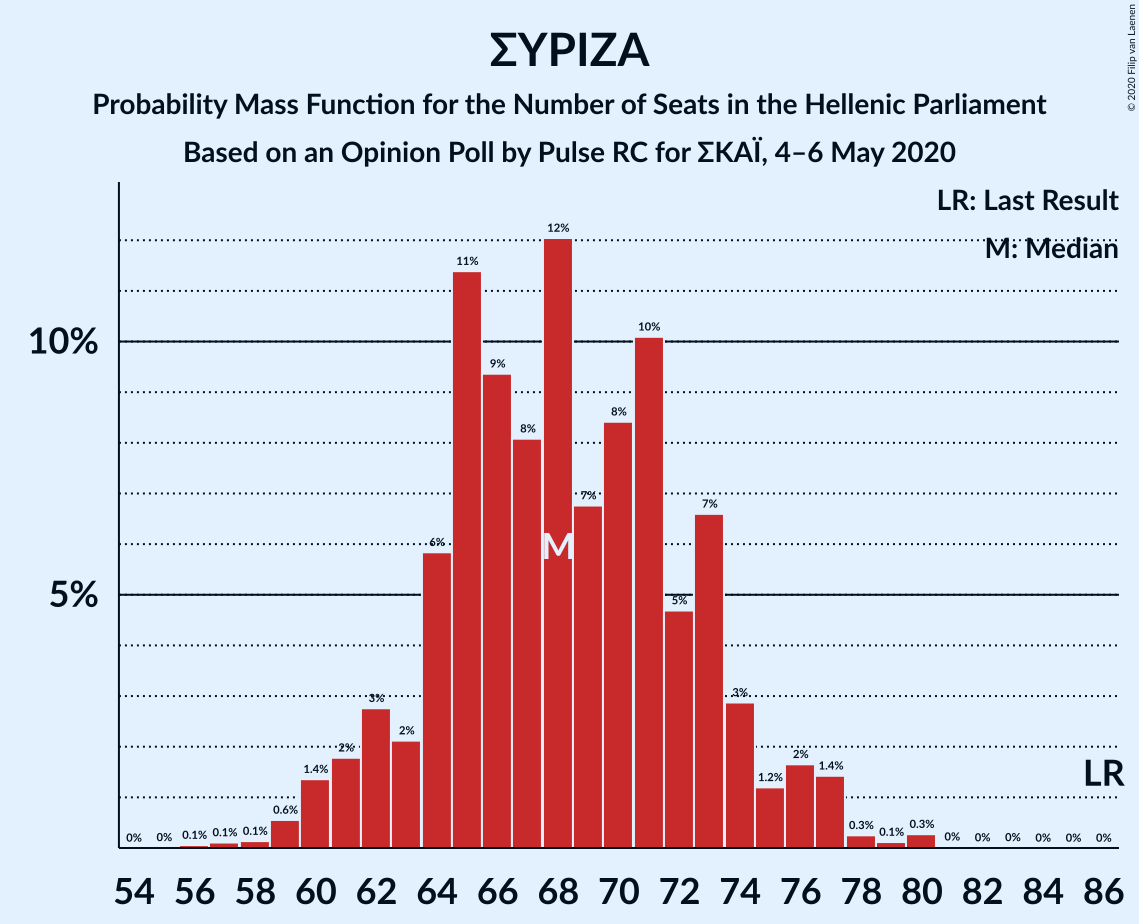 ΣΥΡΙΖΑ
Probability Mass Function for the Number of Seats in the Hellenic Parliament
Based on an Opinion Poll by Pulse RC for ΣΚΑΪ, 4–6 May 2020
© 2020 Filip van Laenen
LR: Last Result
M: Median
12%
11%
10%
10%
9%
8%
8%
7%
7%
M
6%
5%
5%
3%
3%
2%
2%
2%
LR
1.4%
1.4%
1.2%
0.6%
0% 0% 0.1% 0.1% 0.1% 0.3% 0.1% 0.3% 0% 0% 0% 0% 0% 0%
54 56 58 60 62 64 66 68 70 72 74 76 78 80 82 84 86